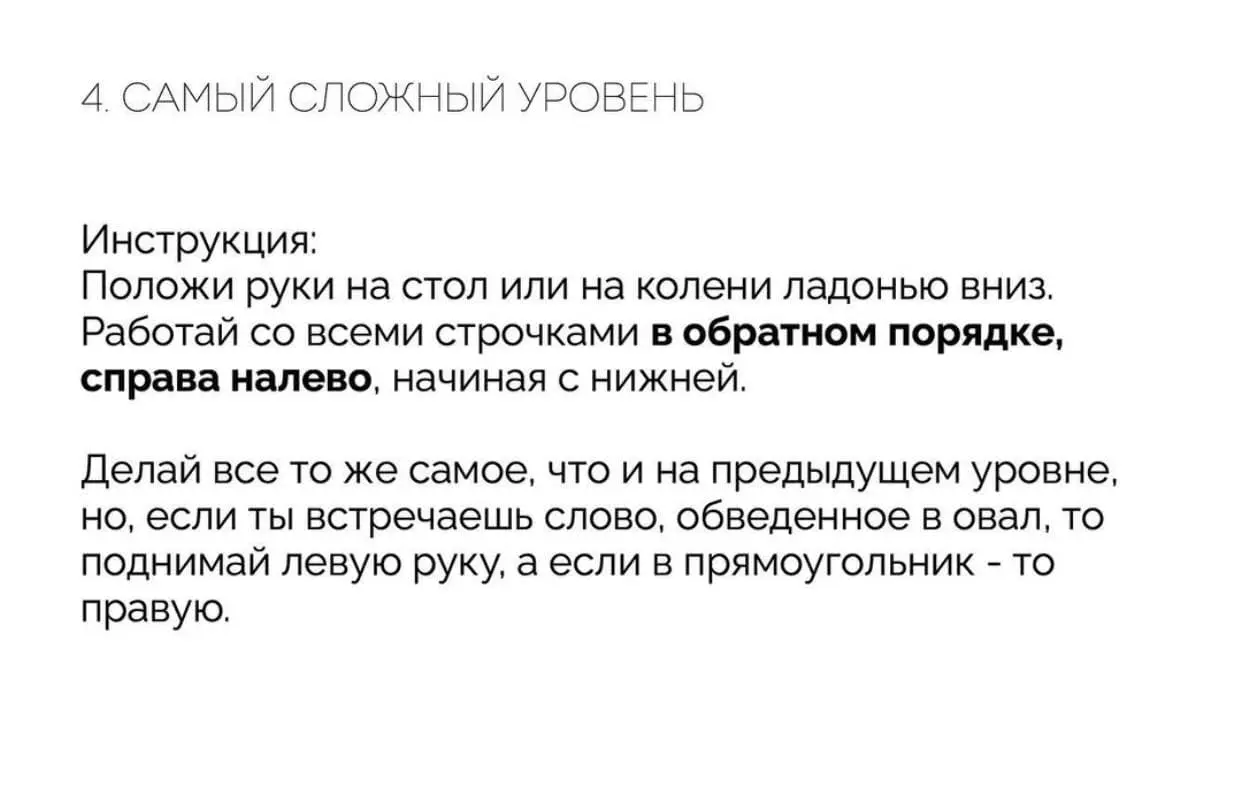 4. САМЫЙ СЛОЖНЫЙ УРОВЕНЬ
Инструкция:
Положи руки на стол или на колени ладонью вниз.
Работай со всеми строчками в обратном порядке,
справа налево, начиная с нижней.
Делай все то же самое, что и на предыдущем уровне,
но, если ты встречаешь слово, обведенное в овал, то
поднимай левую руку, а если в прямоугольник - то
правую.